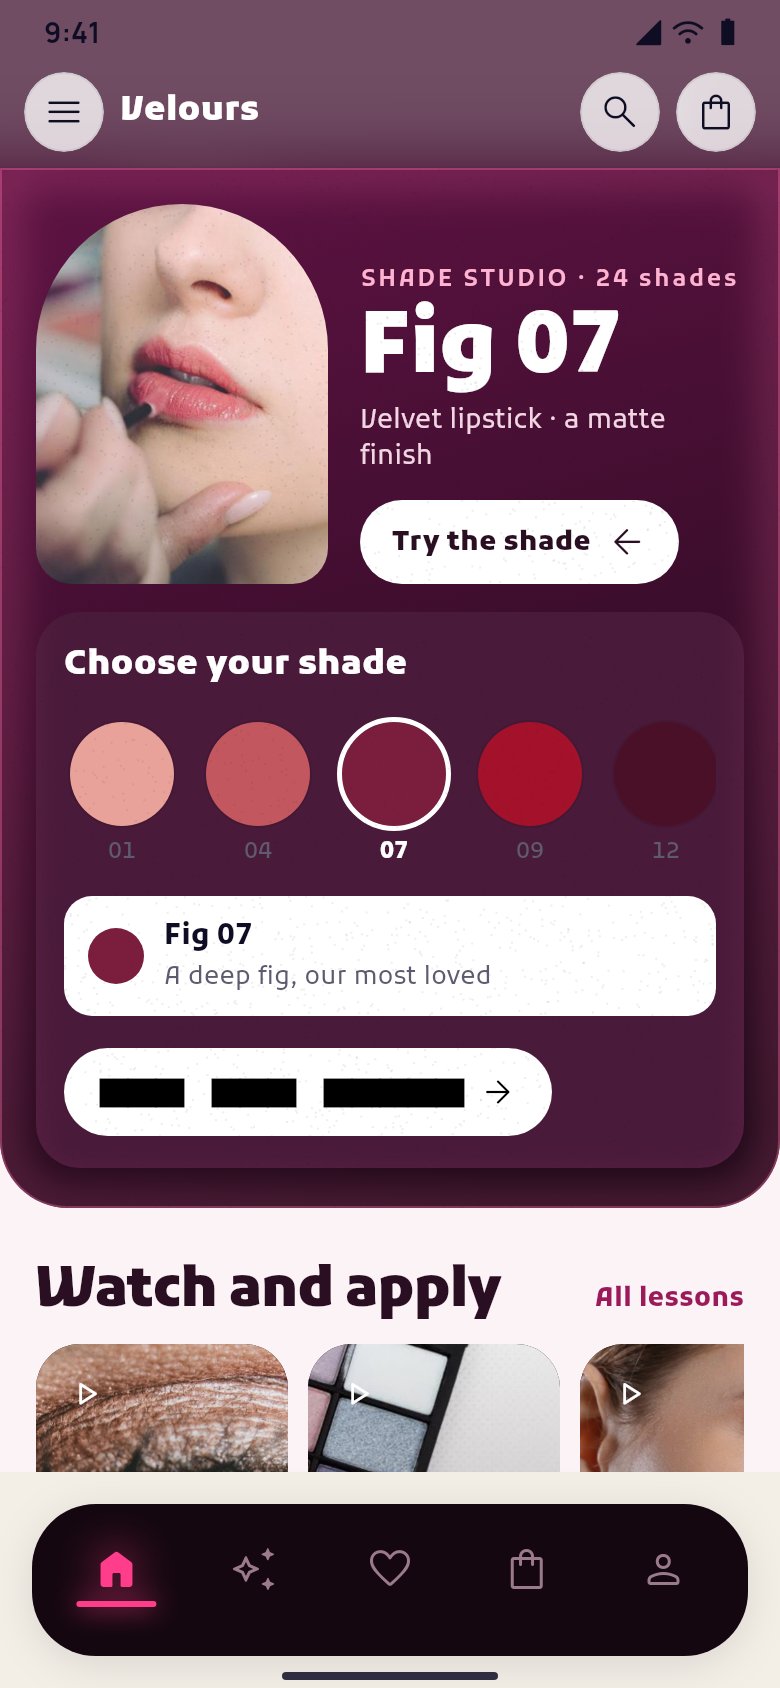 9:41
Velours
SHADE STUDIO · 24 shades
Fig 07
Velvet lipstick · a matte
finish
Try the shade
Choose your shade
01 04 07 09 12
Fig 07
A deep fig, our most loved
Watch and apply
All lessons